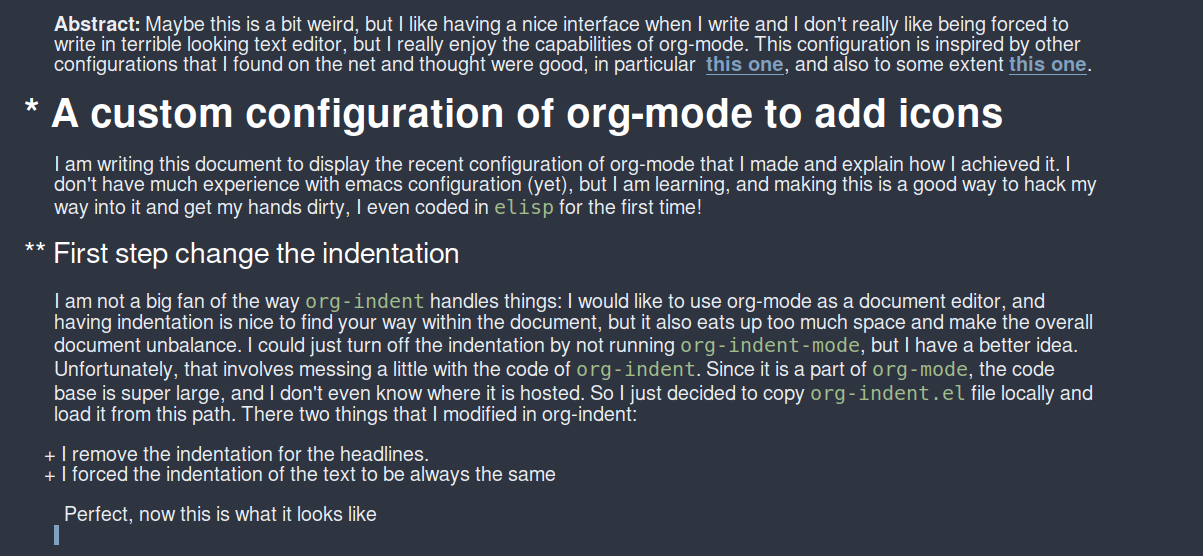 Abstract: Maybe this is a bit weird, but I like having a nice interface when I write and I don't really like being forced to
write in terrible looking text editor, but I really enjoy the capabilities of org-mode. This configuration is inspired by other
configurations that I found on the net and thought were good, in particular this one, and also to some extent this one.
* A custom configuration of org-mode to add icons
I am writing this document to display the recent configuration of org-mode that I made and explain how I achieved it. I
don't have much experience with emacs configuration (yet), but I am learning, and making this is a good way to hack my
way into it and get my hands dirty, I even coded in elisp for the first time!
** First step change the indentation
I am not a big fan of the way org-indent handles things: I would like to use org-mode as a document editor, and
having indentation is nice to find your way within the document, but it also eats up too much space and make the overall
document unbalance. I could just turn off the indentation by not running org-indent-mode, but I have a better idea.
Unfortunately, that involves messing a little with the code of org-indent. Since it is a part of org-mode, the code
base is super large, and I don't even know where it is hosted. So I just decided to copy org-indent.el file locally and
load it from this path. There two things that I modified in org-indent:
+ I remove the indentation for the headlines.
+ I forced the indentation of the text to be always the same
Perfect, now this is what it looks like